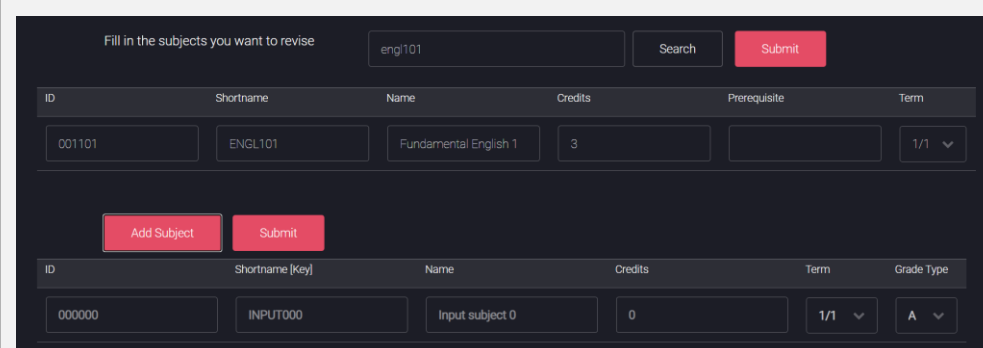 Fill in the subjects you want to revise engl101 Search Submit
ID Shortname Name Credits Prerequisite Term
001101 ENGL101 Fundamental English 1 3 1/1
Add Subject Submit
ID Shortname [Key] Name Credits Term Grade Type
000000 INPUT000 Input subject 0 0 1/1 A